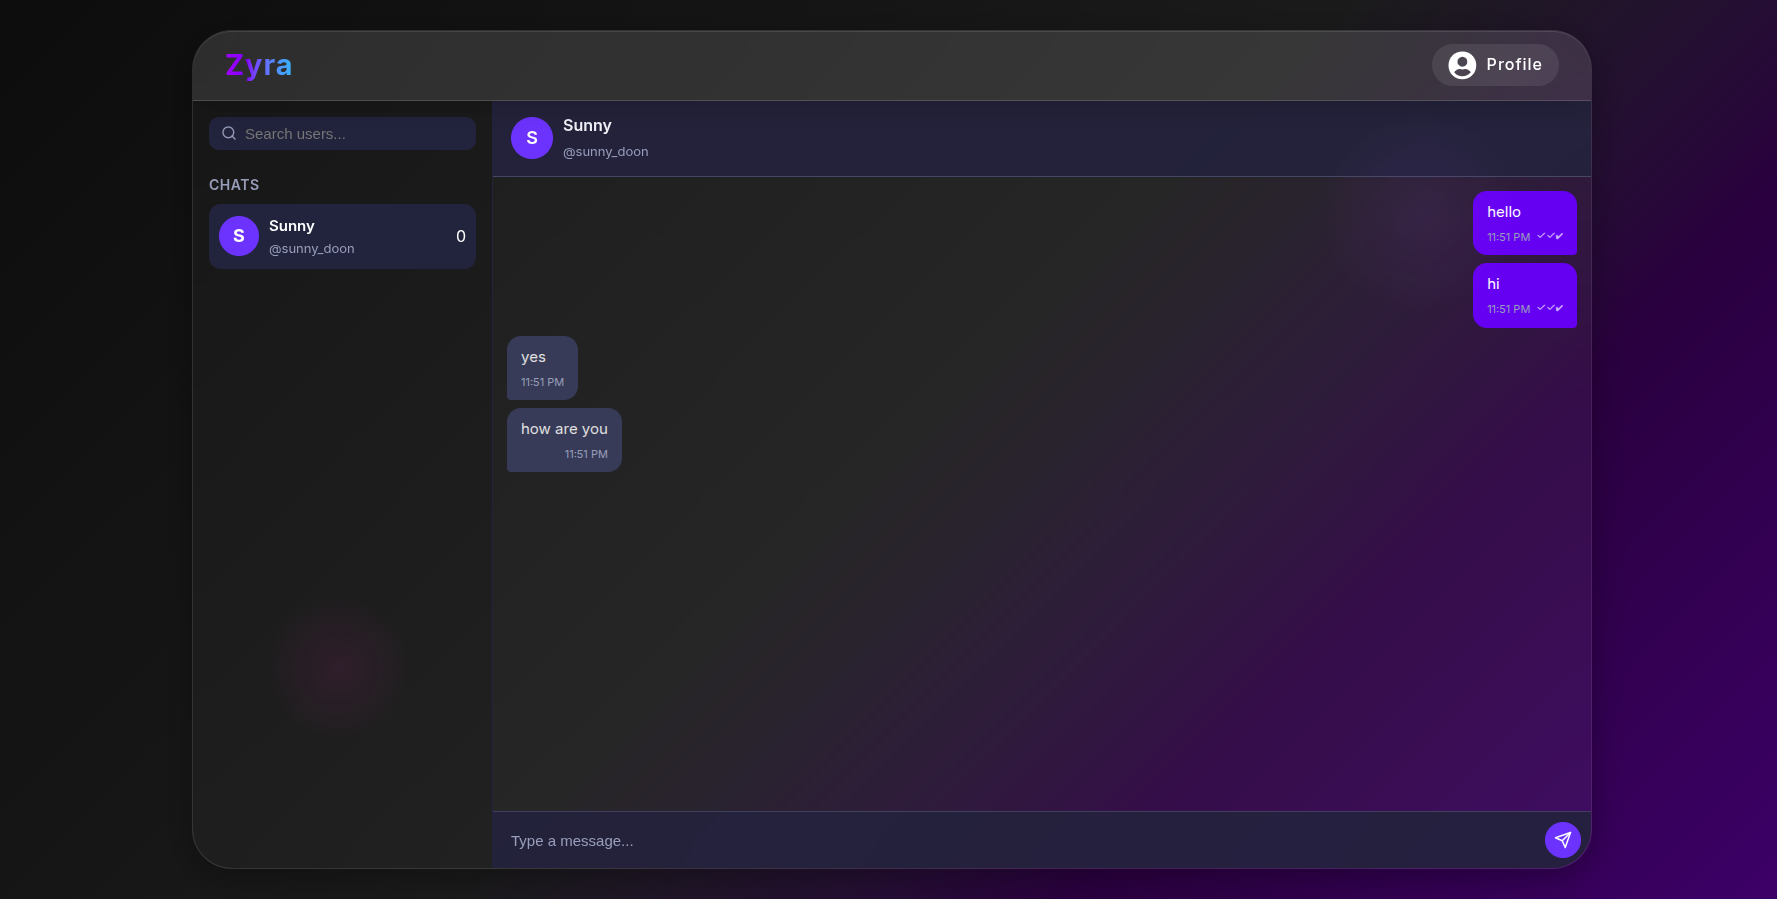 Zyra
Profile
Search users...
CHATS
S
Sunny
@sunny_doon
0
S
Sunny
@sunny_doon
hello
11:51 PM ✓✓✔
hi
11:51 PM ✓✓✔
yes
11:51 PM
how are you
11:51 PM
Type a message...